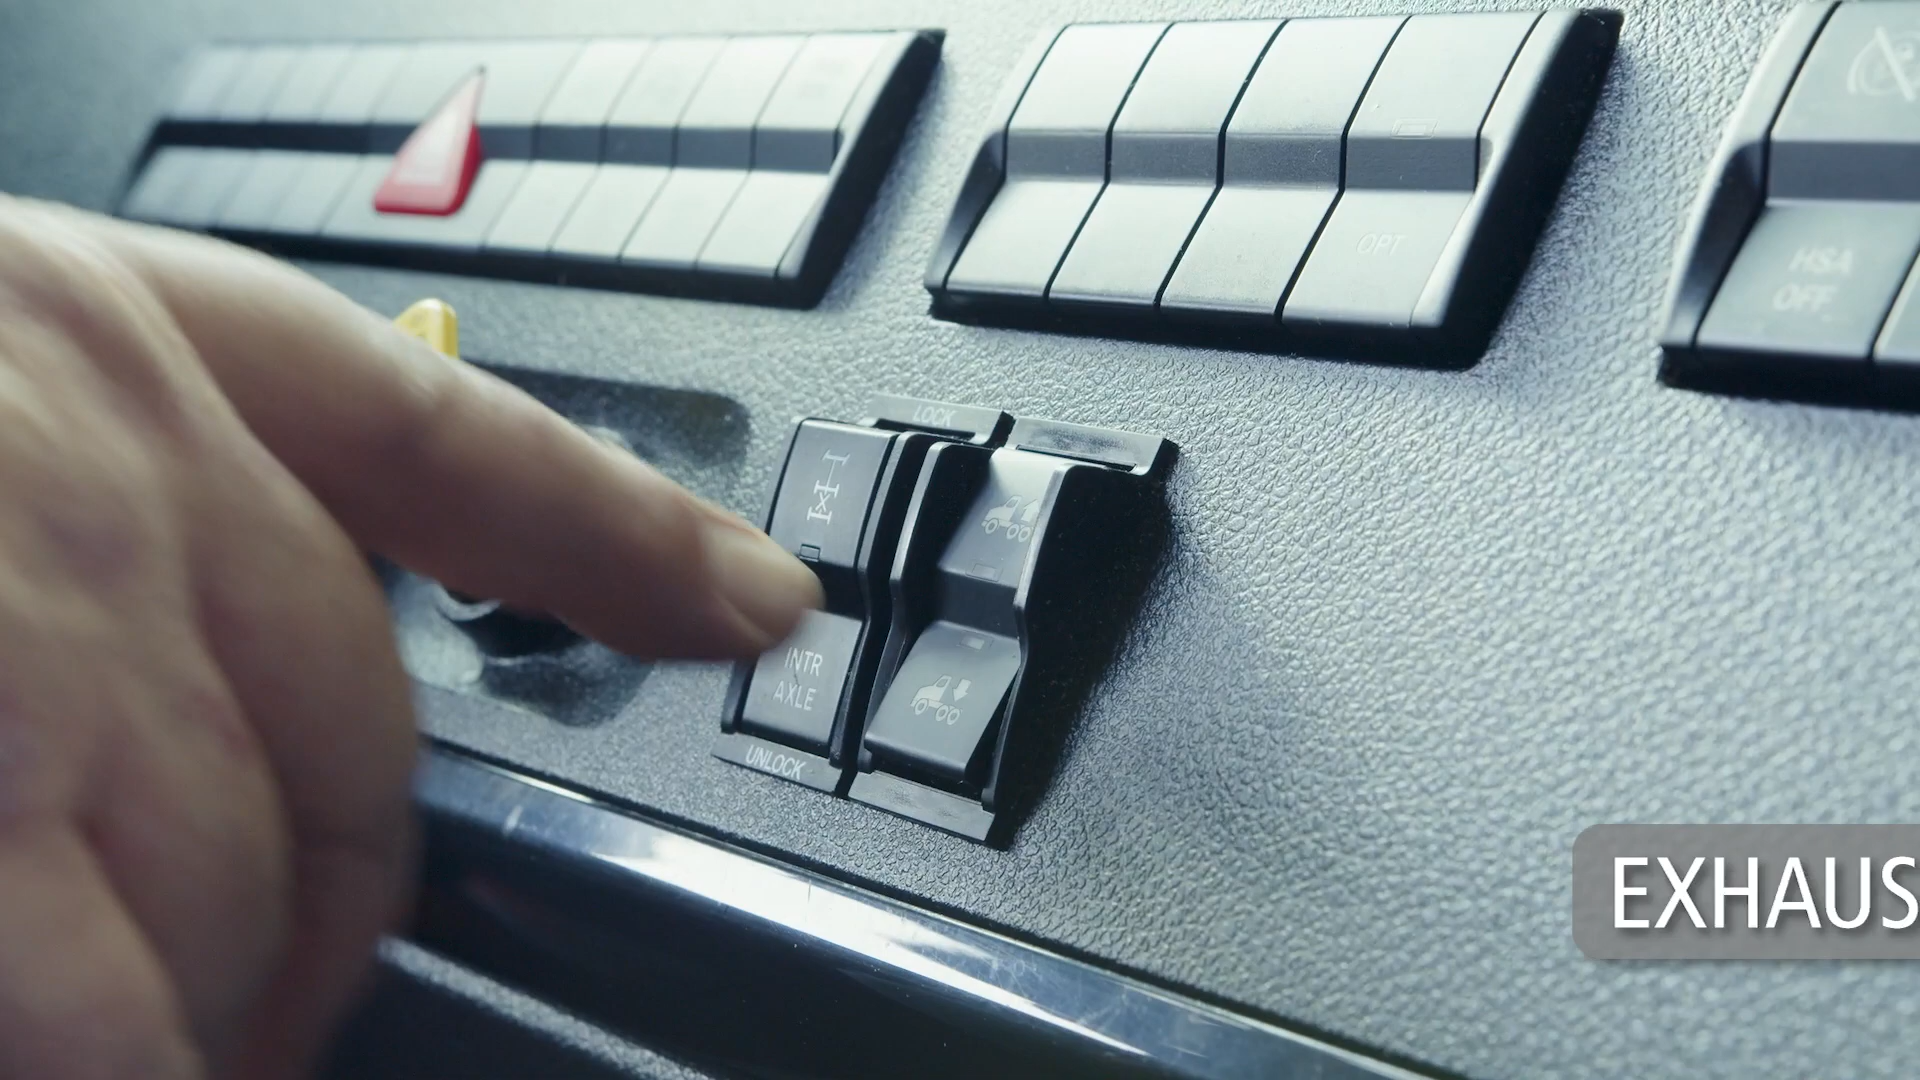 OPT
HSA
OFF
LOCK
INTR
AXLE
UNLOCK
EXHAUS